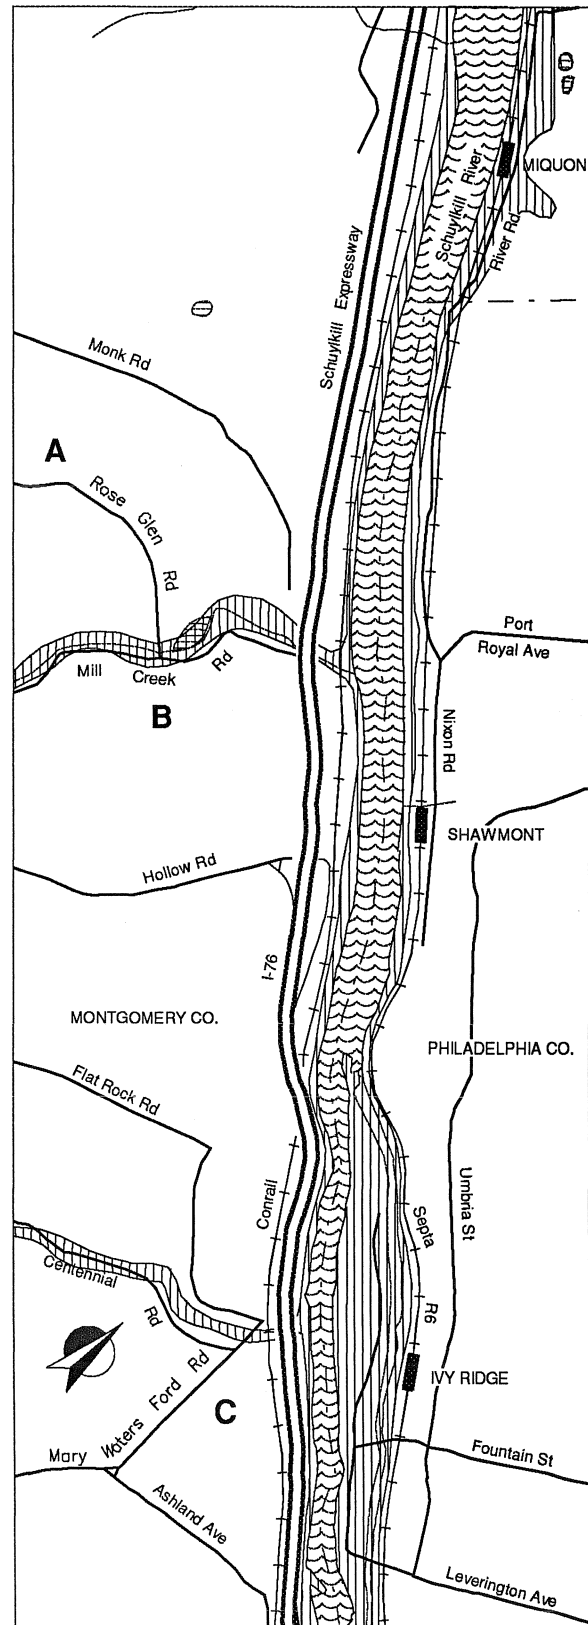 MIQUON
Schuylkill River
River Rd
Schuylkill Expressway
Monk Rd
A
Rose Glen Rd
Port
Royal Ave
Mill Creek Rd
B
Nixon Rd
SHAWMONT
Hollow Rd
I-76
MONTGOMERY CO.
PHILADELPHIA CO.
Flat Rock Rd
Conrail
Umbria St
Septa R6
Centennial Rd
IVY RIDGE
C
Mary Waters Ford Rd
Fountain St
Ashland Ave
Leverington Ave